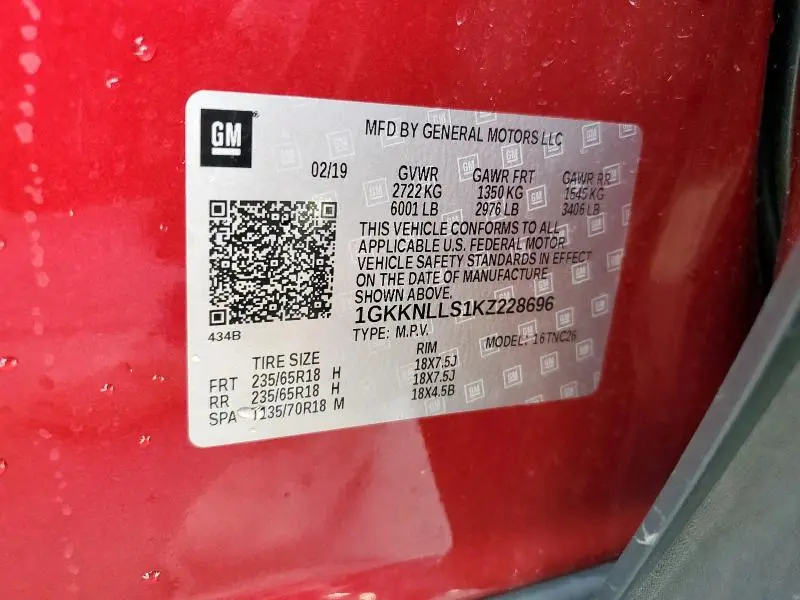 GM
MFD BY GENERAL MOTORS LLC
02/19 GVWR GAWR FRT GAWR RR
2722 KG 1350 KG 1545 KG
6001 LB 2976 LB 3406 LB
THIS VEHICLE CONFORMS TO ALL
APPLICABLE U.S. FEDERAL MOTOR
VEHICLE SAFETY STANDARDS IN EFFECT
ON THE DATE OF MANUFACTURE
SHOWN ABOVE.
1GKKNLLS1KZ228696
434B TYPE: M.P.V. MODEL: 16TNC26
TIRE SIZE RIM
FRT 235/65R18 H 18X7.5J
RR 235/65R18 H 18X7.5J
SPA T135/70R18 M 18X4.5B